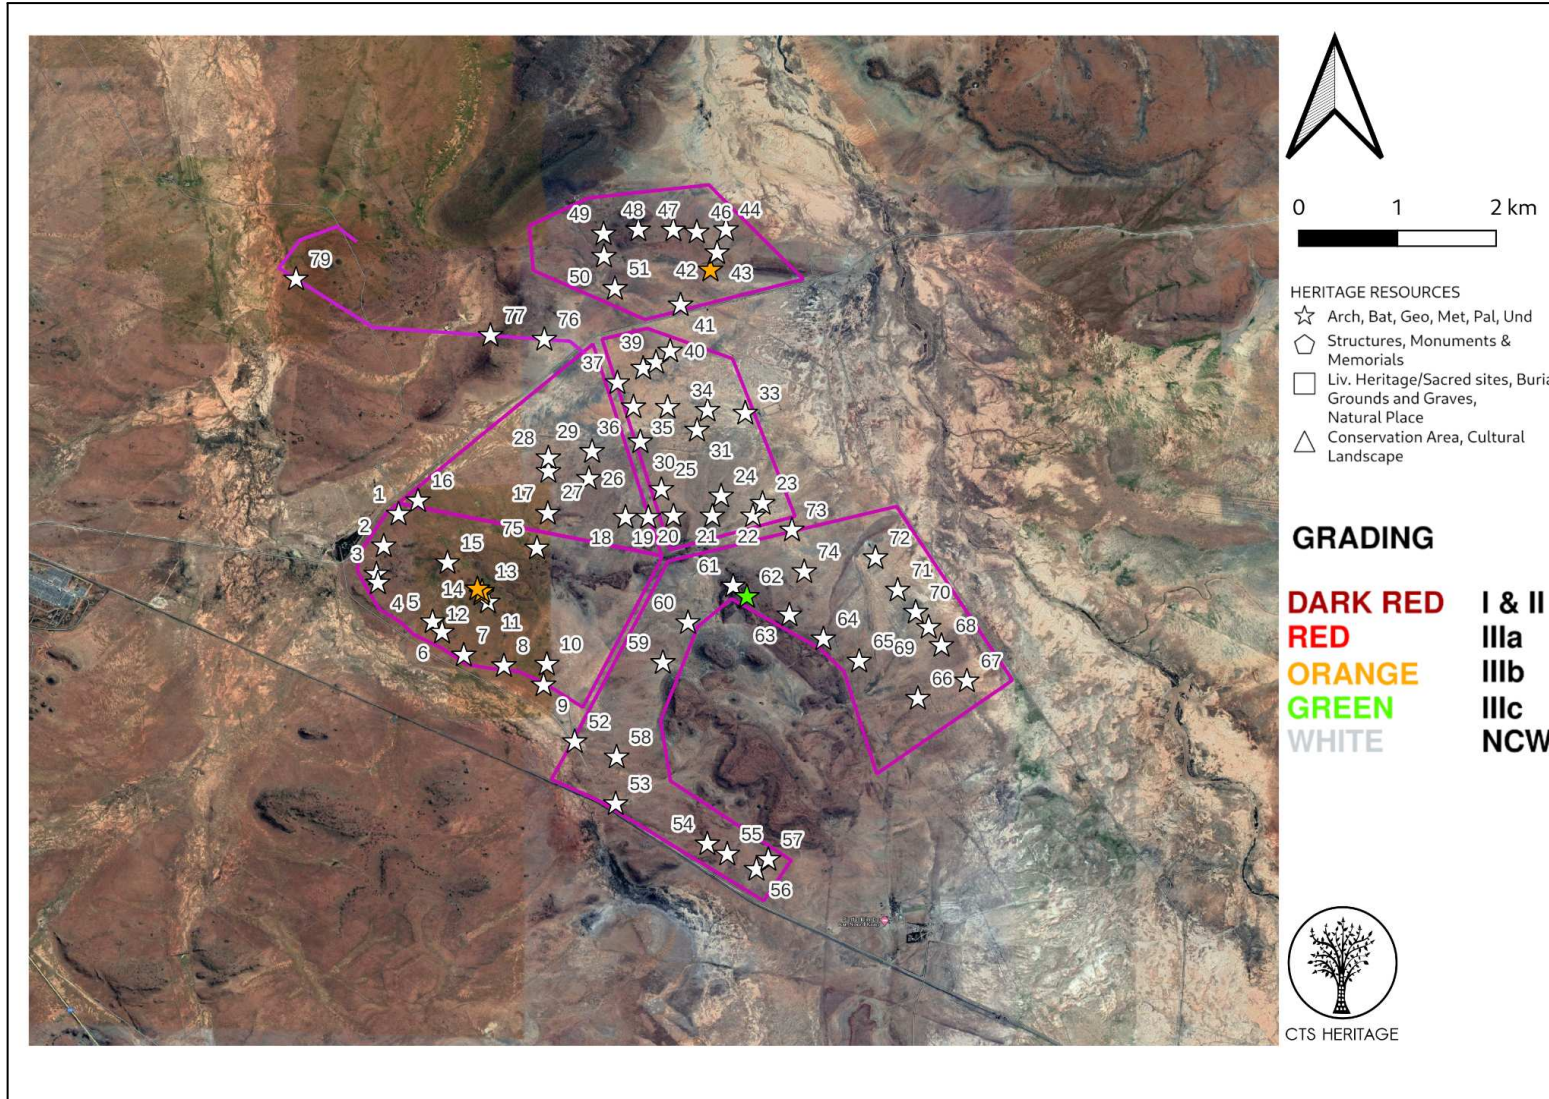 49 48 47 46 44
79
50 51 42 43
77 76
41
39 40
37
34 33
28 29 36 35 31
16
1 17 27 26 30 25 24 23
2 75 18 19 20 21 22 73
3 15 14 13 61 62 74 72
4 5 12 11 60 71 70
6 7 8 10 59 63 64 65 69 68
9 66 67
52
58
53
54 55 57
56
0 1 2 km
HERITAGE RESOURCES
Arch, Bat, Geo, Met, Pal, Und
Structures, Monuments &
Memorials
Liv. Heritage/Sacred sites, Buria
Grounds and Graves,
Natural Place
Conservation Area, Cultural
Landscape
GRADING
DARK RED I & II
RED IIIa
ORANGE IIIb
GREEN IIIc
WHITE NCW
CTS HERITAGE